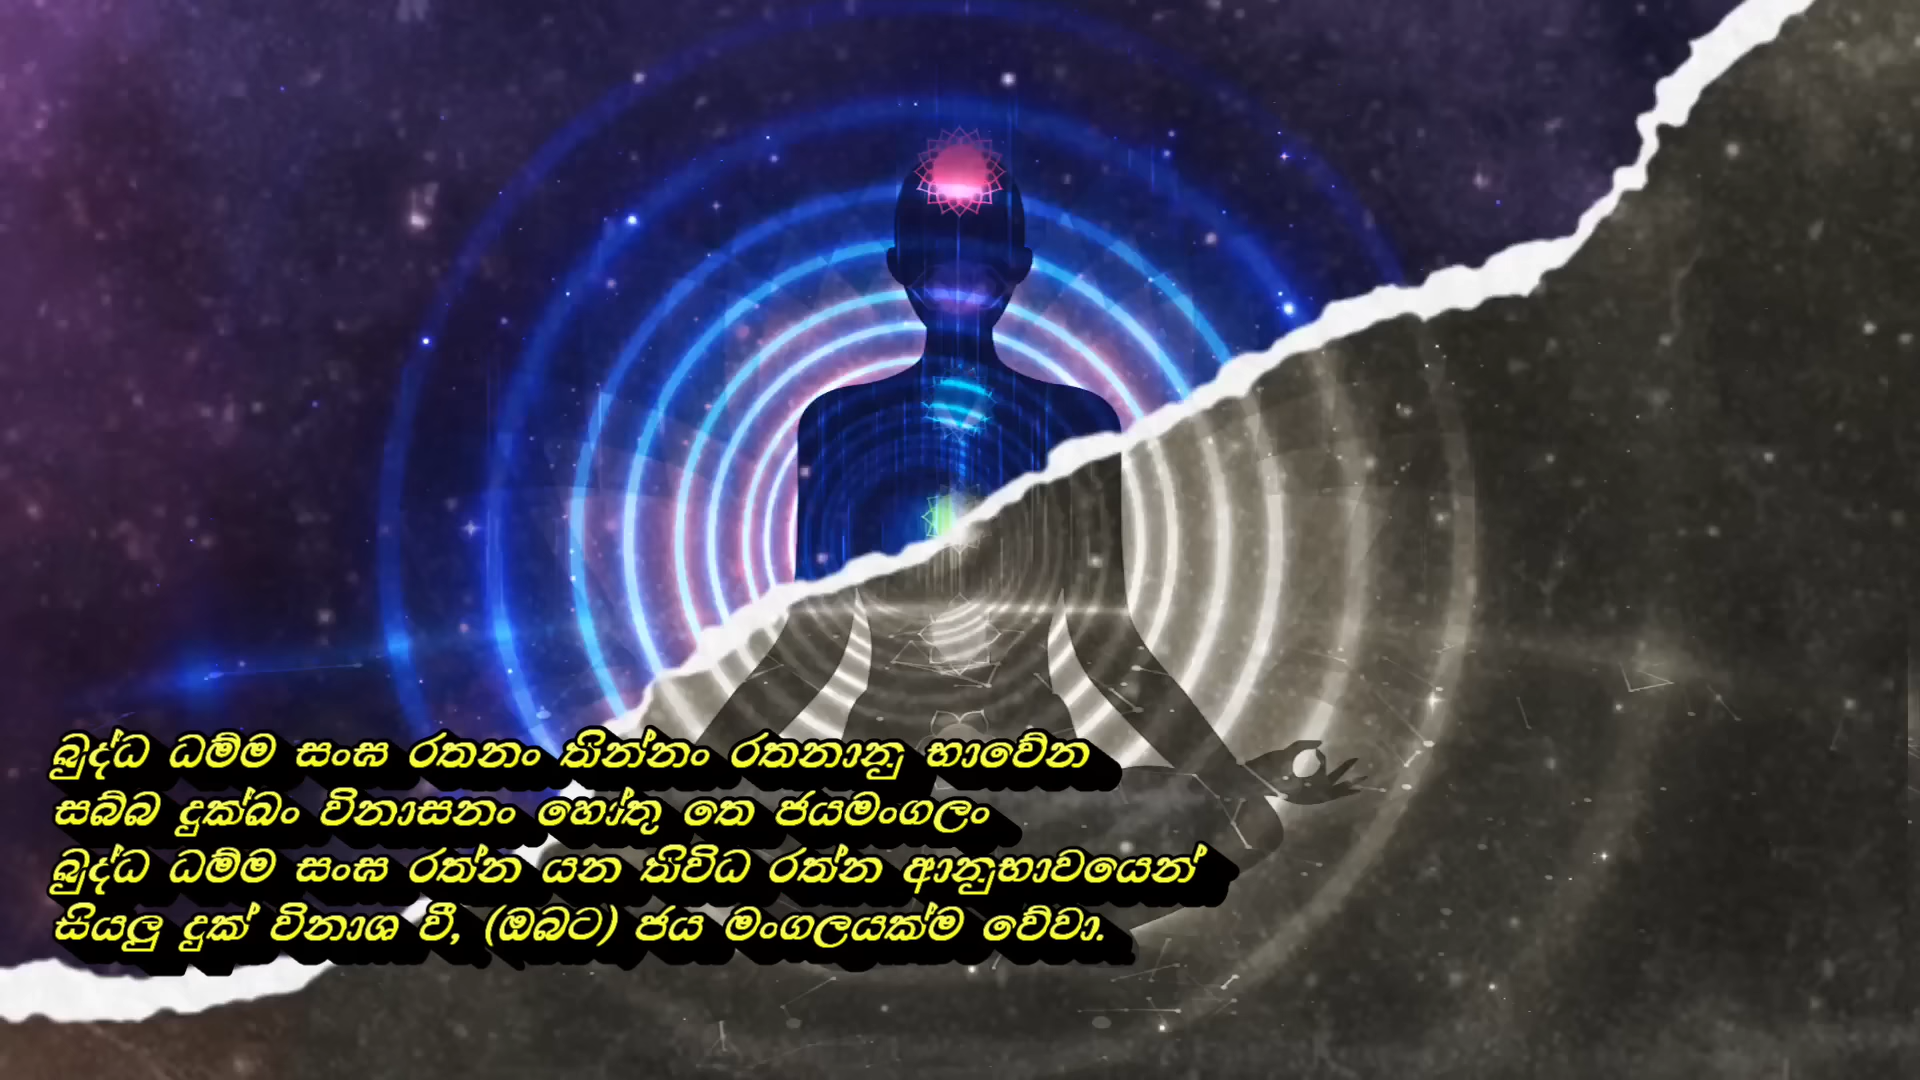 බුද්ධ ධම්ම සංඝ රතනං තින්නං රතනානු භාවේන
සබ්බ දුක්ඛං විනාසනං හෝතු තෙ ජයමංගලං
බුද්ධ ධම්ම සංඝ රත්න යන තිවිධ රත්න ආනුභාවයෙන්
සියලු දුක් විනාශ වී, (ඔබට) ජය මංගලයක්ම වේවා.